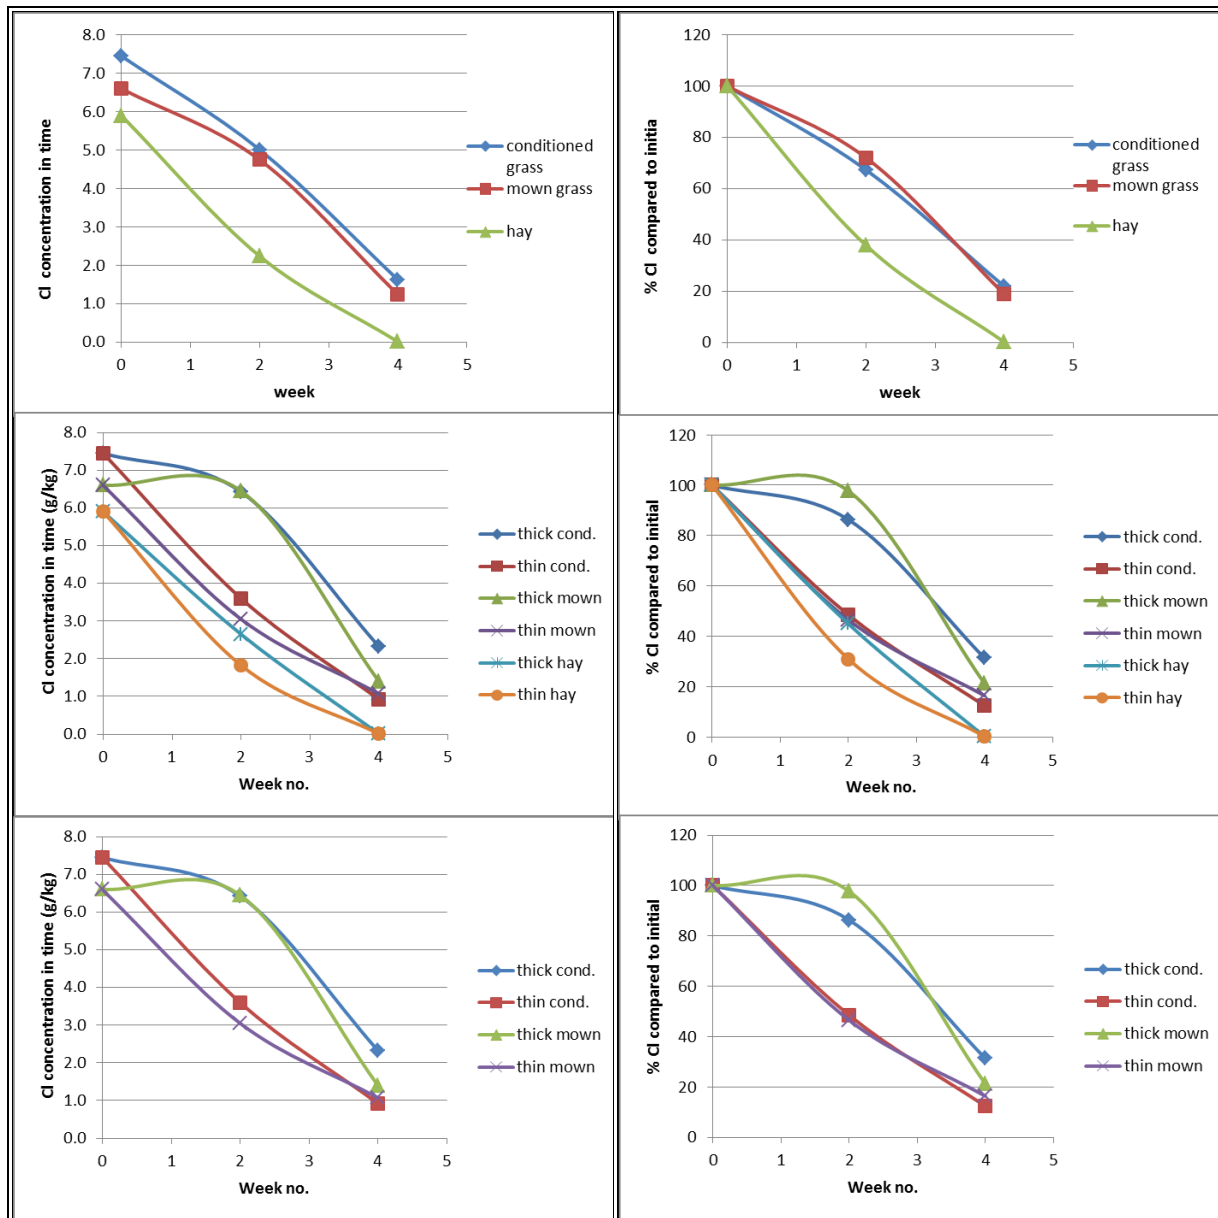 8.0
7.0
6.0
5.0
4.0
3.0
2.0
1.0
0.0
Cl concentration in time
0 1 2 3 4 5
week
conditioned
grass
mown grass
hay
120
100
80
60
40
20
0
% Cl compared to initia
0 1 2 3 4 5
week
conditioned
grass
mown grass
hay
8.0
7.0
6.0
5.0
4.0
3.0
2.0
1.0
0.0
Cl concentration in time (g/kg)
0 1 2 3 4 5
Week no.
thick cond.
thin cond.
thick mown
thin mown
thick hay
thin hay
120
100
80
60
40
20
0
% Cl compared to initial
0 1 2 3 4 5
Week no.
thick cond.
thin cond.
thick mown
thin mown
thick hay
thin hay
8.0
7.0
6.0
5.0
4.0
3.0
2.0
1.0
0.0
Cl concentration in time (g/kg)
0 1 2 3 4 5
Week no.
thick cond.
thin cond.
thick mown
thin mown
120
100
80
60
40
20
0
% Cl compared to initial
0 1 2 3 4 5
Week no.
thick cond.
thin cond.
thick mown
thin mown